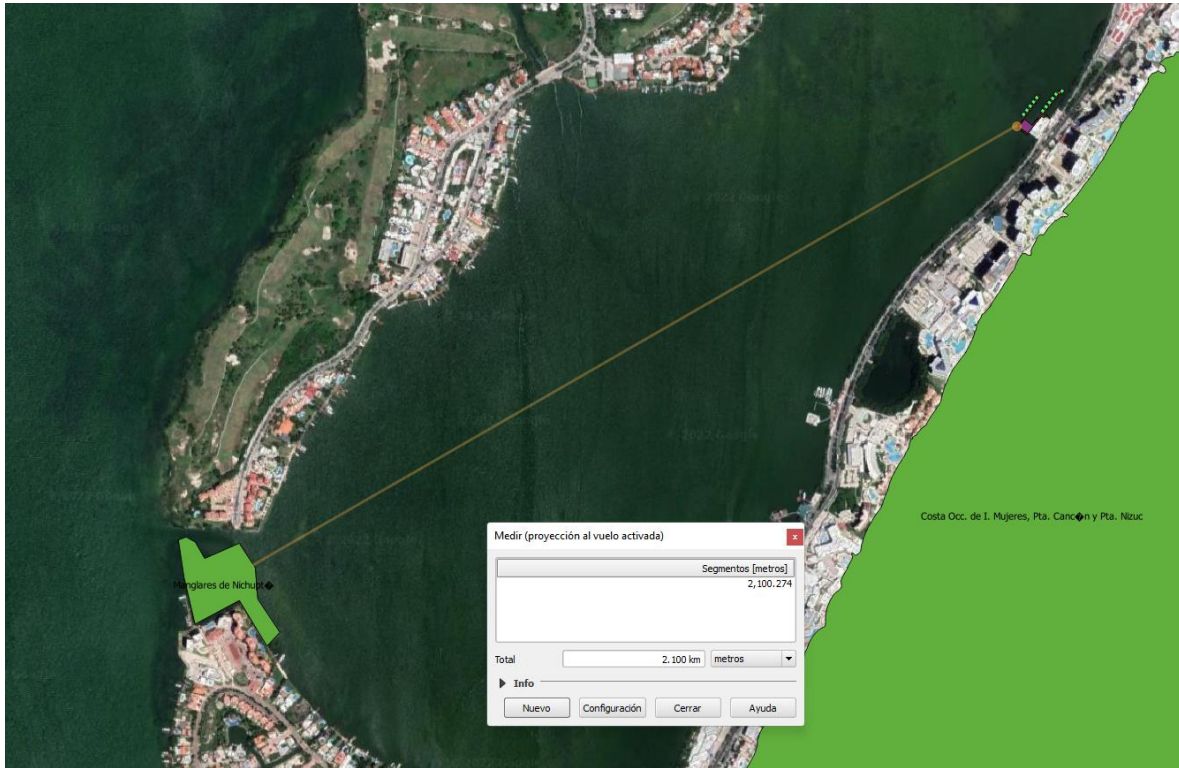 Costa Occ. de I. Mujeres, Pta. Canc�n y Pta. Nizuc
Manglares de Nichupt�
Medir (proyección al vuelo activada)
x
Segmentos [metros]
2,100.274
Total 2.100 km metros
Info
Nuevo Configuración Cerrar Ayuda